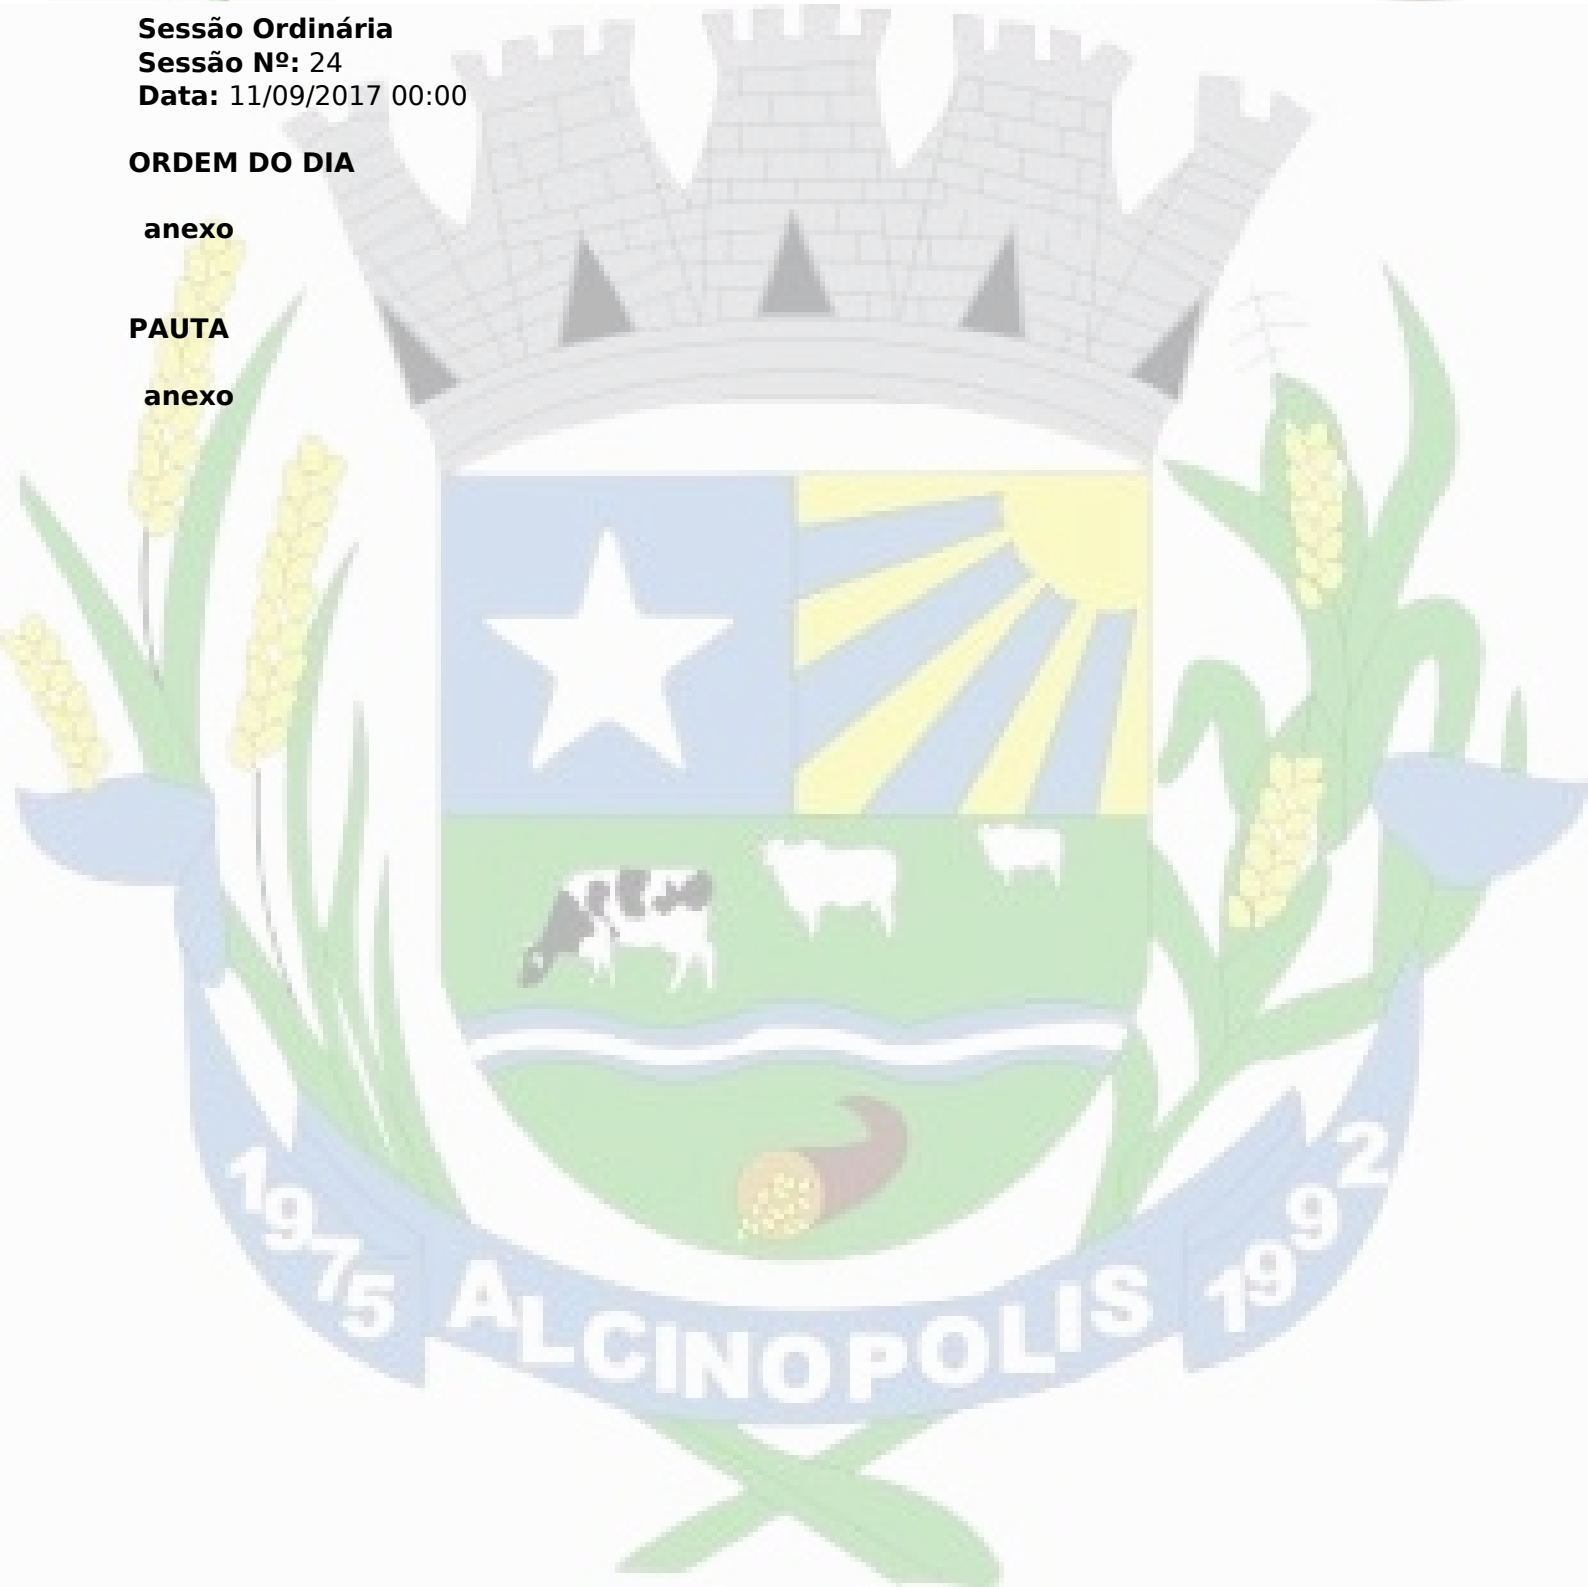 Sessão Ordinária
Sessão Nº: 24
Data: 11/09/2017 00:00
ORDEM DO DIA
anexo
PAUTA
anexo
1975
ALCINOPOLIS
1992